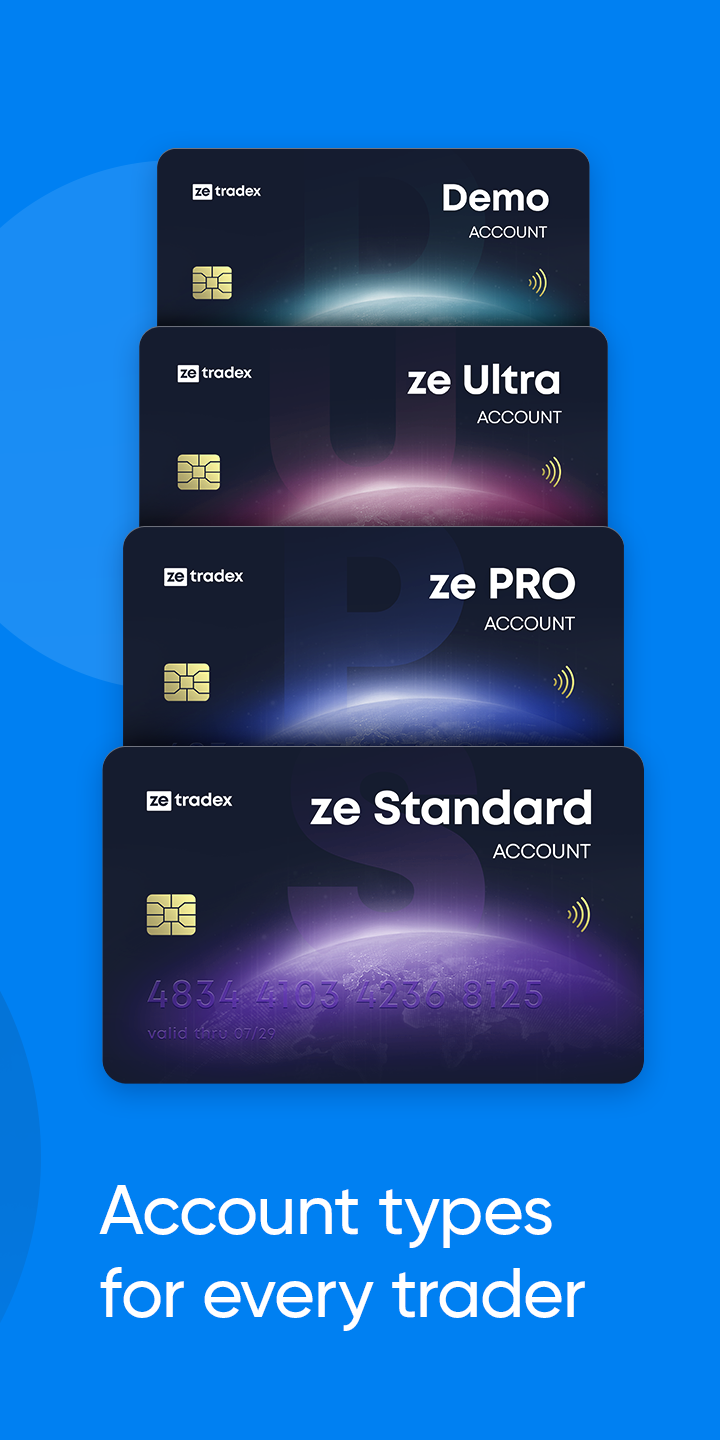 ze tradex
Demo
ACCOUNT
ze tradex
ze Ultra
ACCOUNT
ze tradex
ze PRO
ACCOUNT
ze tradex
ze Standard
ACCOUNT
4834 4103 4236 8125
valid thru 07/29
Account types
for every trader